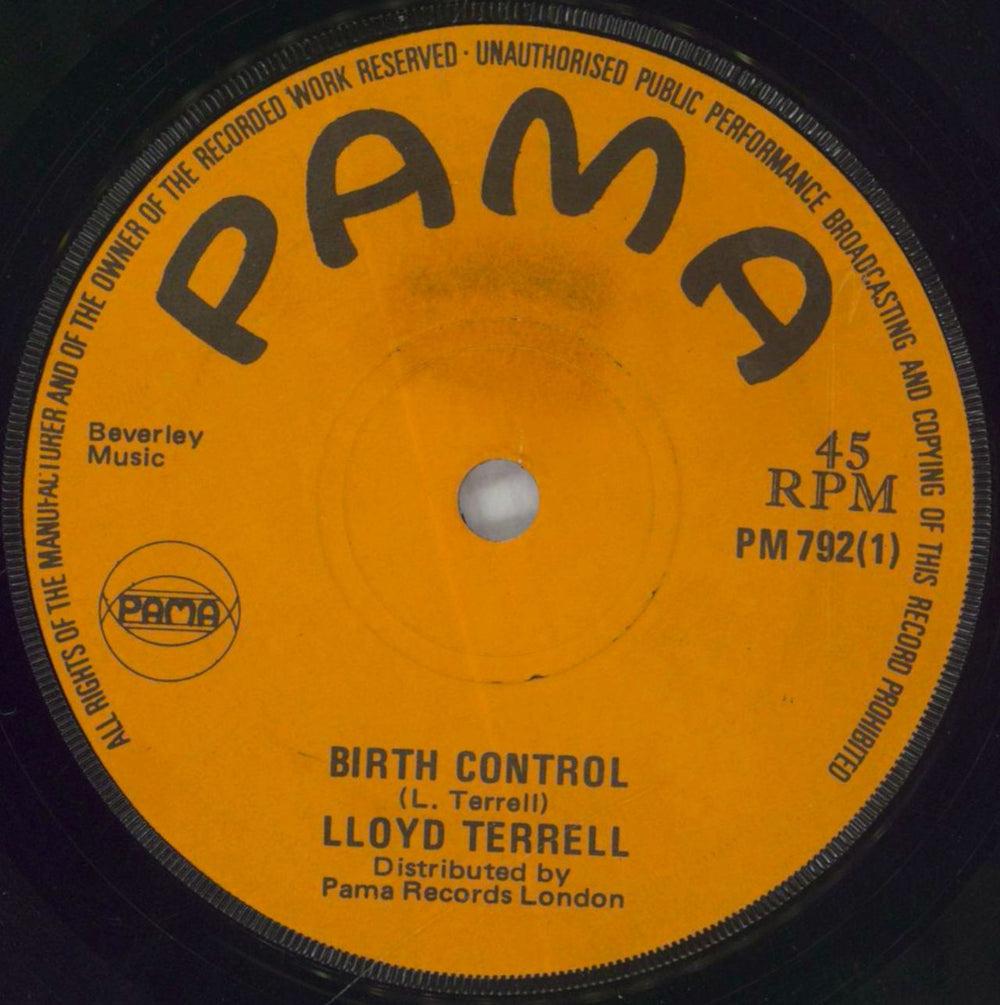 ALL RIGHTS OF THE MANUFACTURER AND OF THE OWNER OF THE RECORDED WORK RESERVED · UNAUTHORISED PUBLIC PERFORMANCE BROADCASTING AND COPYING OF THIS RECORD PROHIBITED
PAMA
Beverley
Music
45
RPM
PM 792(1)
PAMA
BIRTH CONTROL
(L. Terrell)
LLOYD TERRELL
Distributed by
Pama Records London